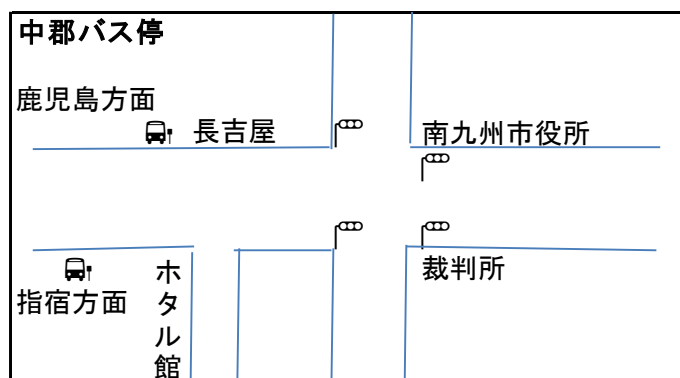 中郡バス停
鹿児島方面
長吉屋
南九州市役所
裁判所
指宿方面
ホタル館